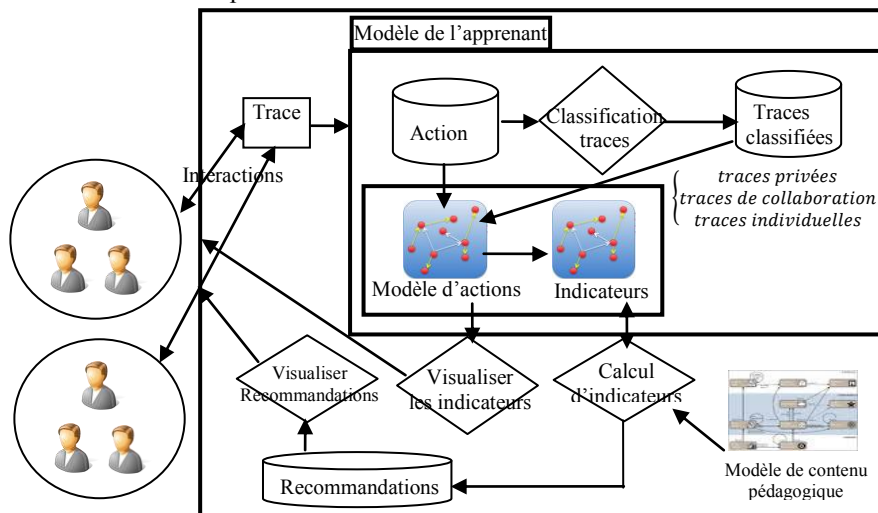 Modèle de l'apprenant
Trace
Action
Classification
traces
Traces
classifiées
Intéractions
traces privées
traces de collaboration
traces individuelles
Modèle d'actions
Indicateurs
Visualiser
Recommandations
Visualiser
les indicateurs
Calcul
d'indicateurs
Recommandations
Modèle de contenu
pédagogique